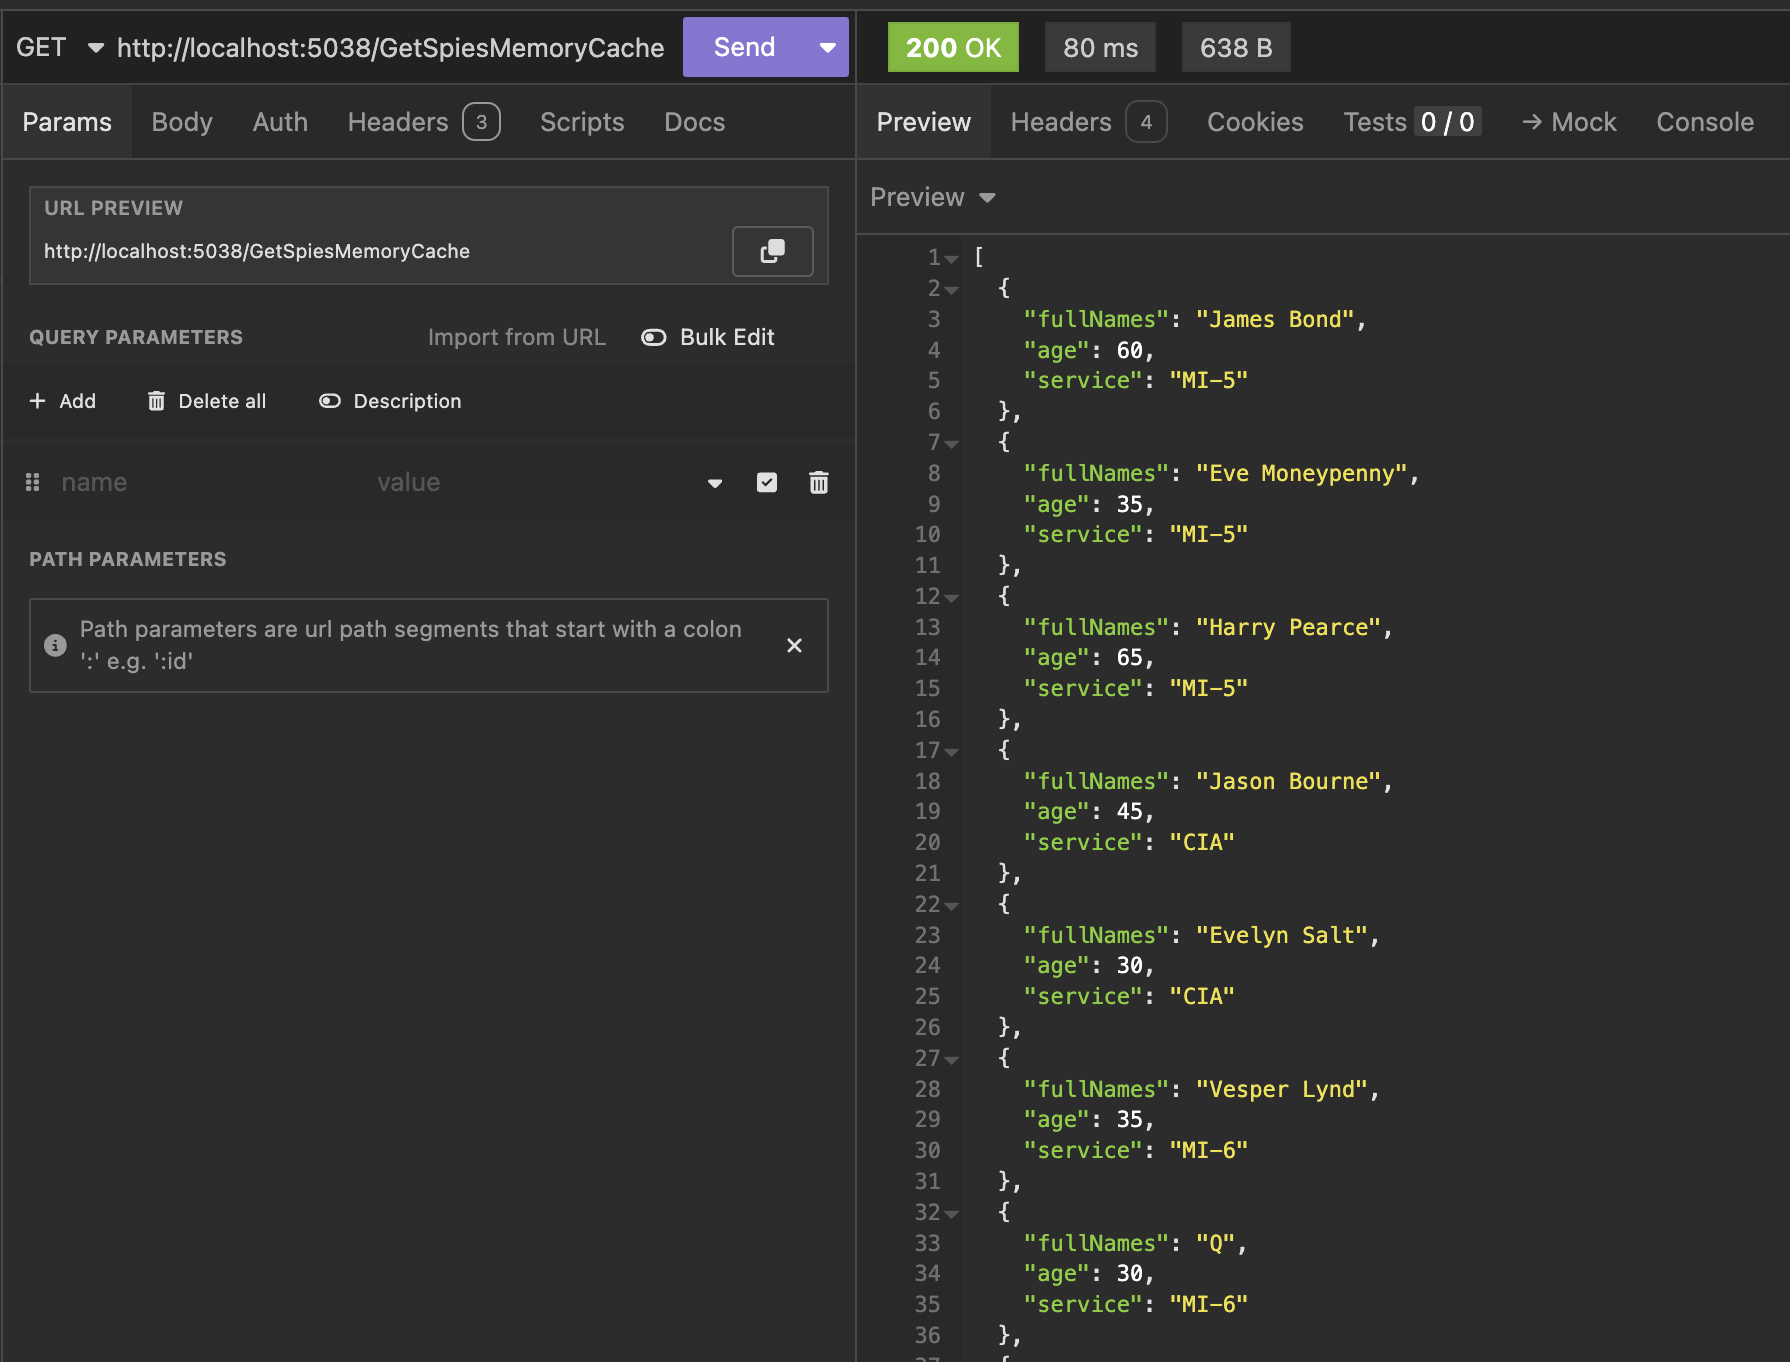 GET http://localhost:5038/GetSpiesMemoryCache Send
200 OK 80 ms 638 B
Params Body Auth Headers 3 Scripts Docs
Preview Headers 4 Cookies Tests 0 / 0 → Mock Console
URL PREVIEW
http://localhost:5038/GetSpiesMemoryCache
QUERY PARAMETERS Import from URL Bulk Edit
+ Add Delete all Description
name value
PATH PARAMETERS
Path parameters are url path segments that start with a colon
':' e.g. ':id'
Preview
1 [
2 {
3 "fullNames": "James Bond",
4 "age": 60,
5 "service": "MI-5"
6 },
7 {
8 "fullNames": "Eve Moneypenny",
9 "age": 35,
10 "service": "MI-5"
11 },
12 {
13 "fullNames": "Harry Pearce",
14 "age": 65,
15 "service": "MI-5"
16 },
17 {
18 "fullNames": "Jason Bourne",
19 "age": 45,
20 "service": "CIA"
21 },
22 {
23 "fullNames": "Evelyn Salt",
24 "age": 30,
25 "service": "CIA"
26 },
27 {
28 "fullNames": "Vesper Lynd",
29 "age": 35,
30 "service": "MI-6"
31 },
32 {
33 "fullNames": "Q",
34 "age": 30,
35 "service": "MI-6"
36 },